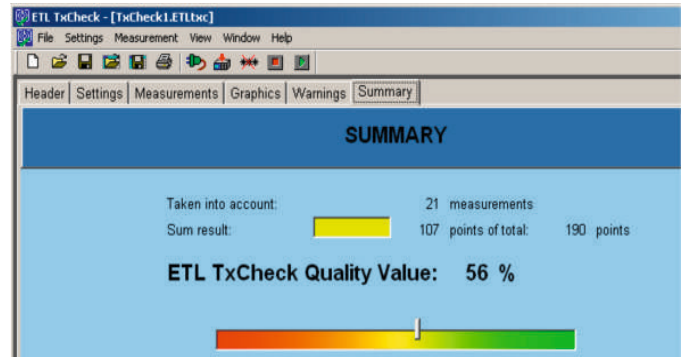 ETL TxCheck - [TxCheck1.ETLtxc]
File Settings Measurement View Window Help
Header Settings Measurements Graphics Warnings Summary
SUMMARY
Taken into account: 21 measurements
Sum result: 107 points of total: 190 points
ETL TxCheck Quality Value: 56 %